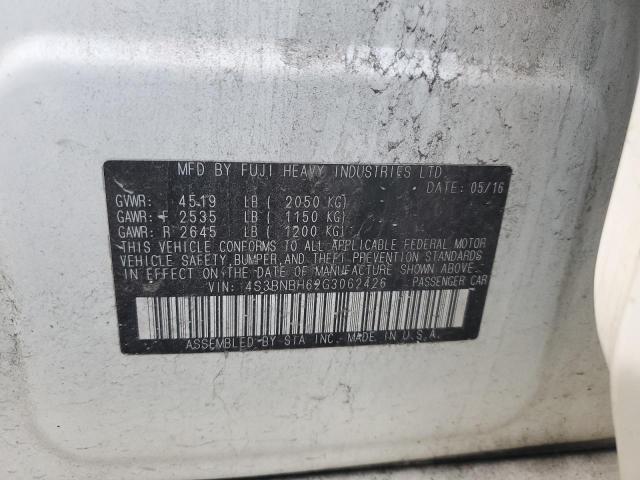 MFD BY FUJI HEAVY INDUSTRIES LTD.
DATE: 05/16
GVWR: 4519 LB ( 2050 KG)
GAWR: F 2535 LB ( 1150 KG)
GAWR: R 2645 LB ( 1200 KG)
THIS VEHICLE CONFORMS TO ALL APPLICABLE FEDERAL MOTOR
VEHICLE SAFETY, BUMPER, AND THEFT PREVENTION STANDARDS
IN EFFECT ON THE DATE OF MANUFACTURE SHOWN ABOVE.
VIN: 4S3BNBH62G3062426 PASSENGER CAR
ASSEMBLED BY STA INC. MADE IN U.S.A.